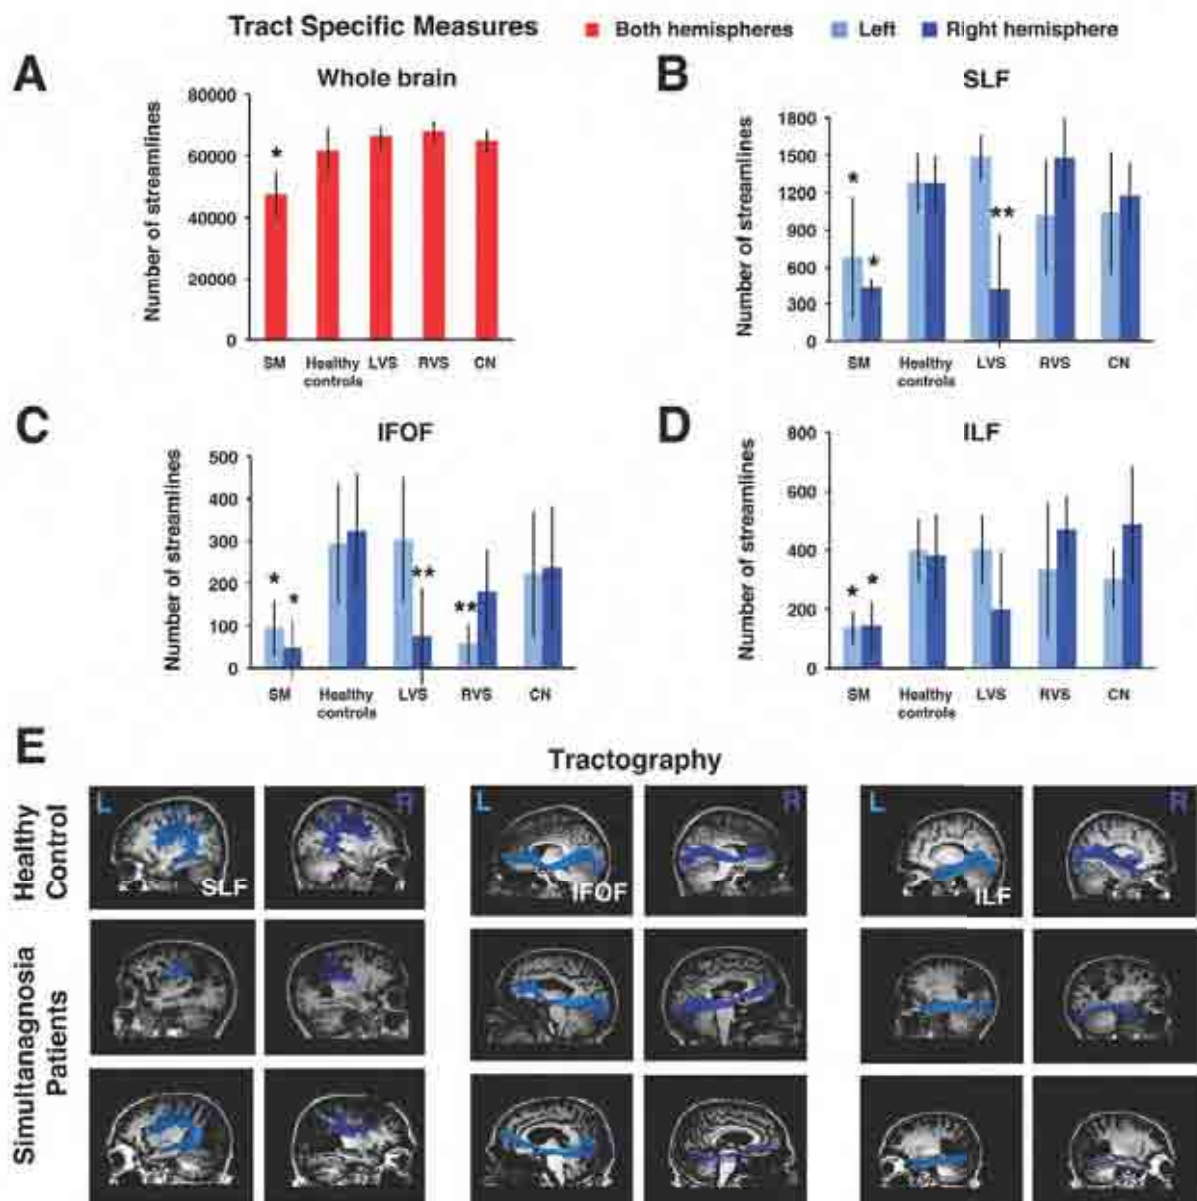 Tract Specific Measures
Both hemispheres
Left
Right hemisphere
A
Whole brain
Number of streamlines
80000
60000
40000
20000
0
*
SM
Healthy
controls
LVS
RVS
CN
B
SLF
Number of streamlines
1800
1500
1200
900
600
300
0
*
*
**
SM
Healthy
controls
LVS
RVS
CN
C
IFOF
Number of streamlines
500
400
300
200
100
0
*
*
**
**
SM
Healthy
controls
LVS
RVS
CN
D
ILF
Number of streamlines
800
600
400
200
0
*
*
SM
Healthy
controls
LVS
RVS
CN
E
Tractography
Healthy
Control
L
SLF
R
L
IFOF
R
L
ILF
R
Simultanagnosia
Patients